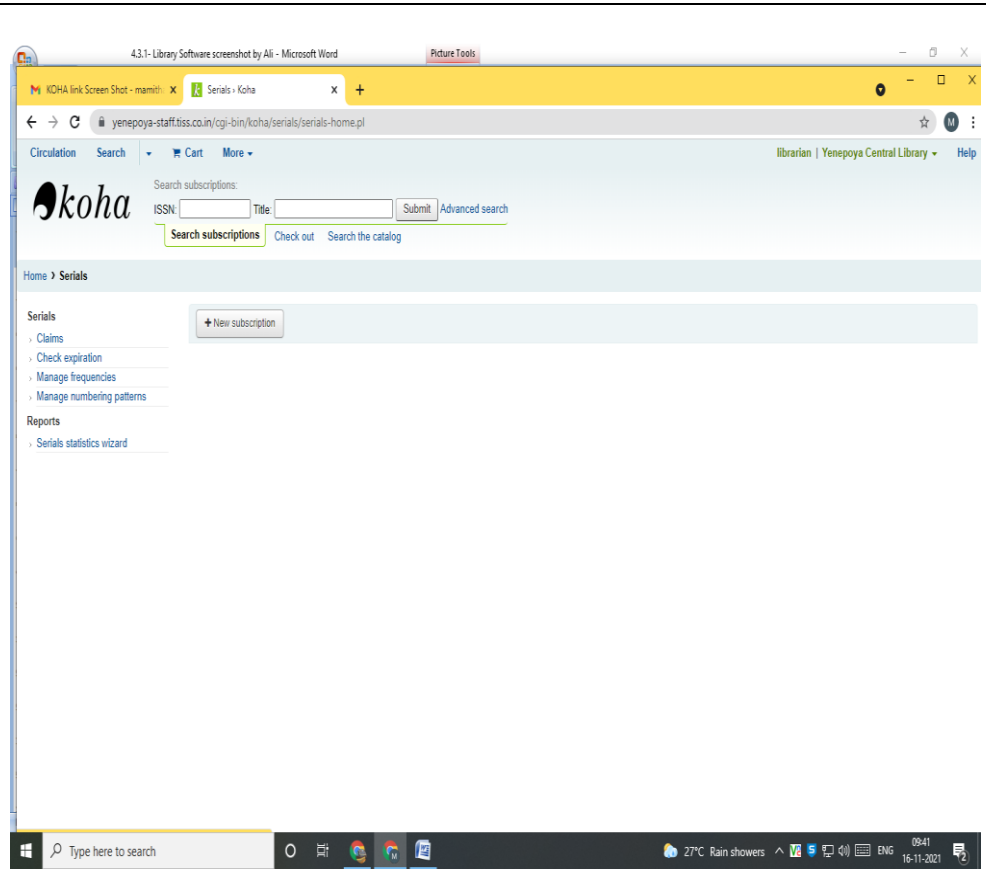 4.3.1- Library Software screenshot by Ali - Microsoft Word Picture Tools
KOHA link Screen Shot - mamith Serials › Koha
yenepoya-staff.tiss.co.in/cgi-bin/koha/serials/serials-home.pl M
Circulation Search Cart More librarian | Yenepoya Central Library Help
koha
Search subscriptions:
ISSN: Title: Submit Advanced search
Search subscriptions Check out Search the catalog
Home › Serials
Serials
Claims
Check expiration
Manage frequencies
Manage numbering patterns
Reports
Serials statistics wizard
+ New subscription
Type here to search 27°C Rain showers ENG 09:41
16-11-2021 2